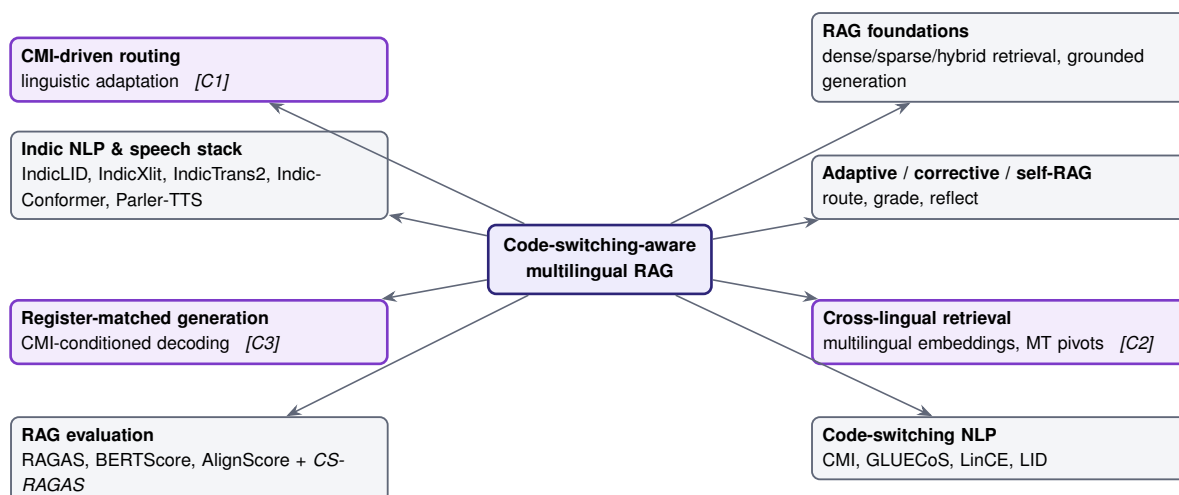 CMI-driven routing
linguistic adaptation [C1]
Indic NLP & speech stack
IndicLID, IndicXlit, IndicTrans2, Indic-
Conformer, Parler-TTS
Register-matched generation
CMI-conditioned decoding [C3]
RAG evaluation
RAGAS, BERTScore, AlignScore + CS-
RAGAS
Code-switching-aware
multilingual RAG
RAG foundations
dense/sparse/hybrid retrieval, grounded
generation
Adaptive / corrective / self-RAG
route, grade, reflect
Cross-lingual retrieval
multilingual embeddings, MT pivots [C2]
Code-switching NLP
CMI, GLUECoS, LinCE, LID